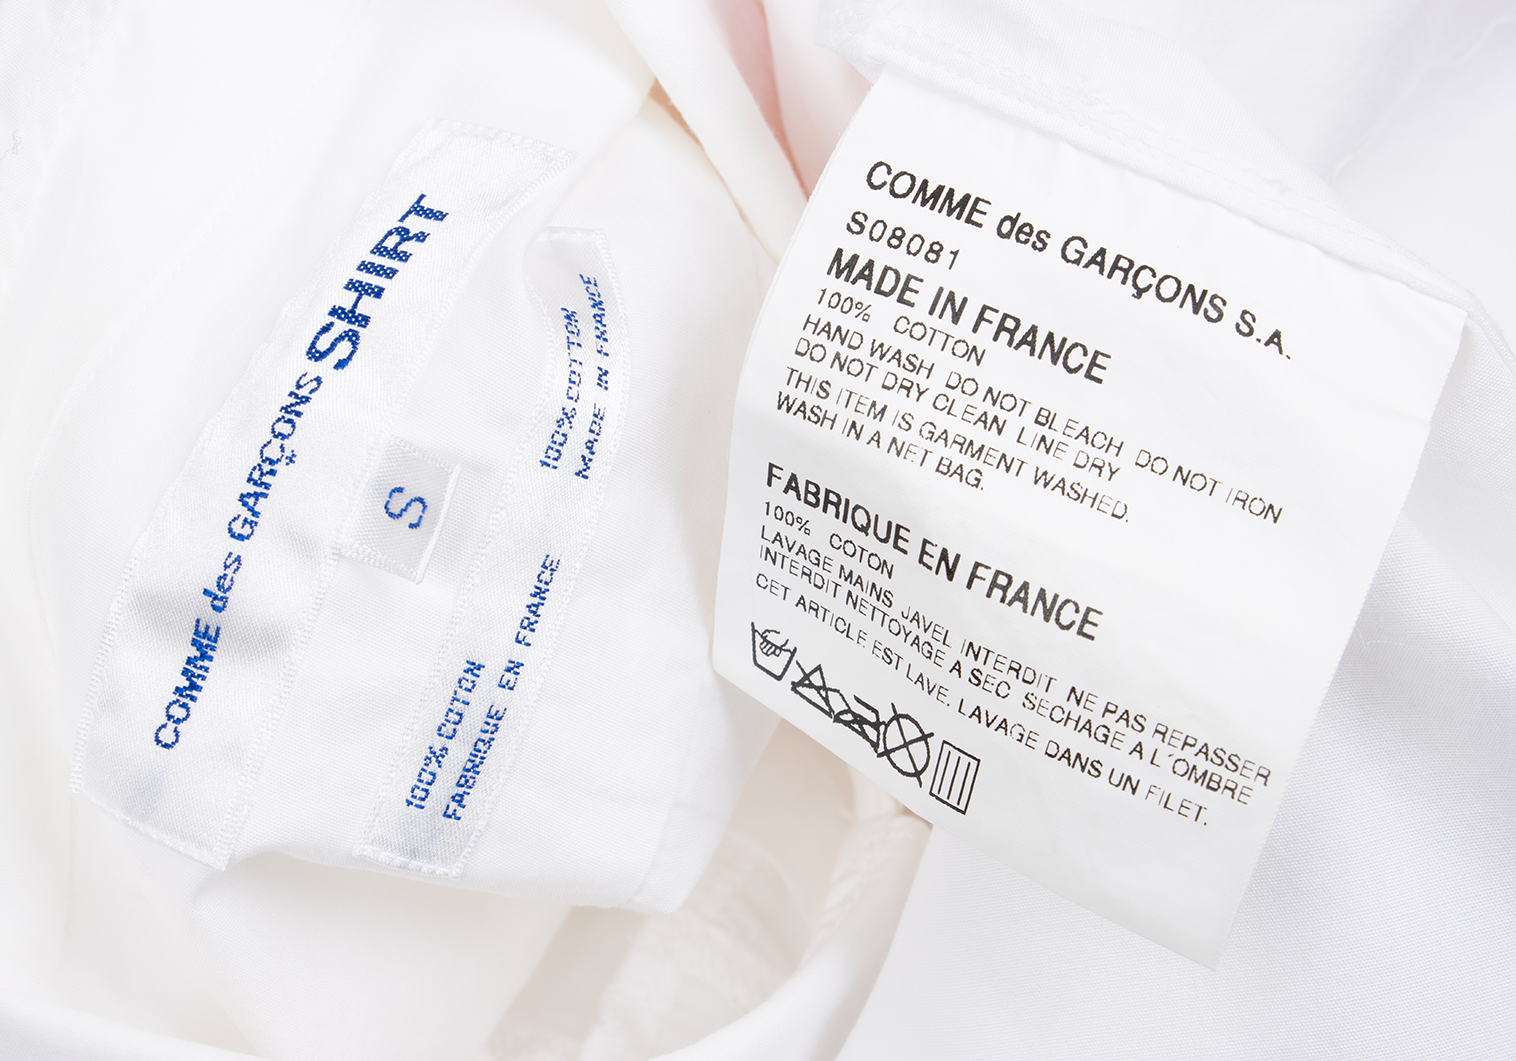 COMME des GARÇONS SHIRT
S
100% COTON
FABRIQUE EN FRANCE
100% COTTON
MADE IN FRANCE
COMME des GARÇONS S.A.
S08081
MADE IN FRANCE
100% COTTON
HAND WASH DO NOT BLEACH DO NOT IRON
DO NOT DRY CLEAN LINE DRY
THIS ITEM IS GARMENT WASHED.
WASH IN A NET BAG.
FABRIQUE EN FRANCE
100% COTON
LAVAGE MAINS JAVEL INTERDIT NE PAS REPASSER
INTERDIT NETTOYAGE A SEC SECHAGE A L´OMBRE
CET ARTICLE EST LAVE. LAVAGE DANS UN FILET.